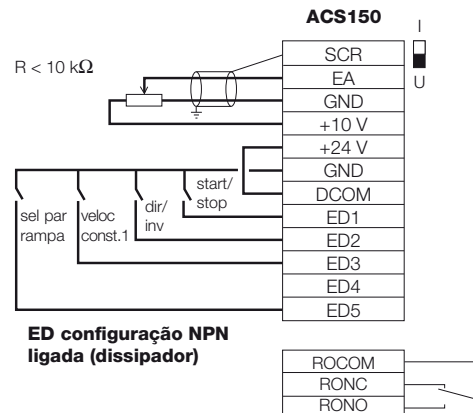 ACS150
I
U
R < 10 kΩ
SCR
EA
GND
+10 V
+24 V
GND
DCOM
ED1
ED2
ED3
ED4
ED5
sel par
rampa
veloc
const.1
dir/
inv
start/
stop
ED configuração NPN
ligada (dissipador)
ROCOM
RONC
RONO